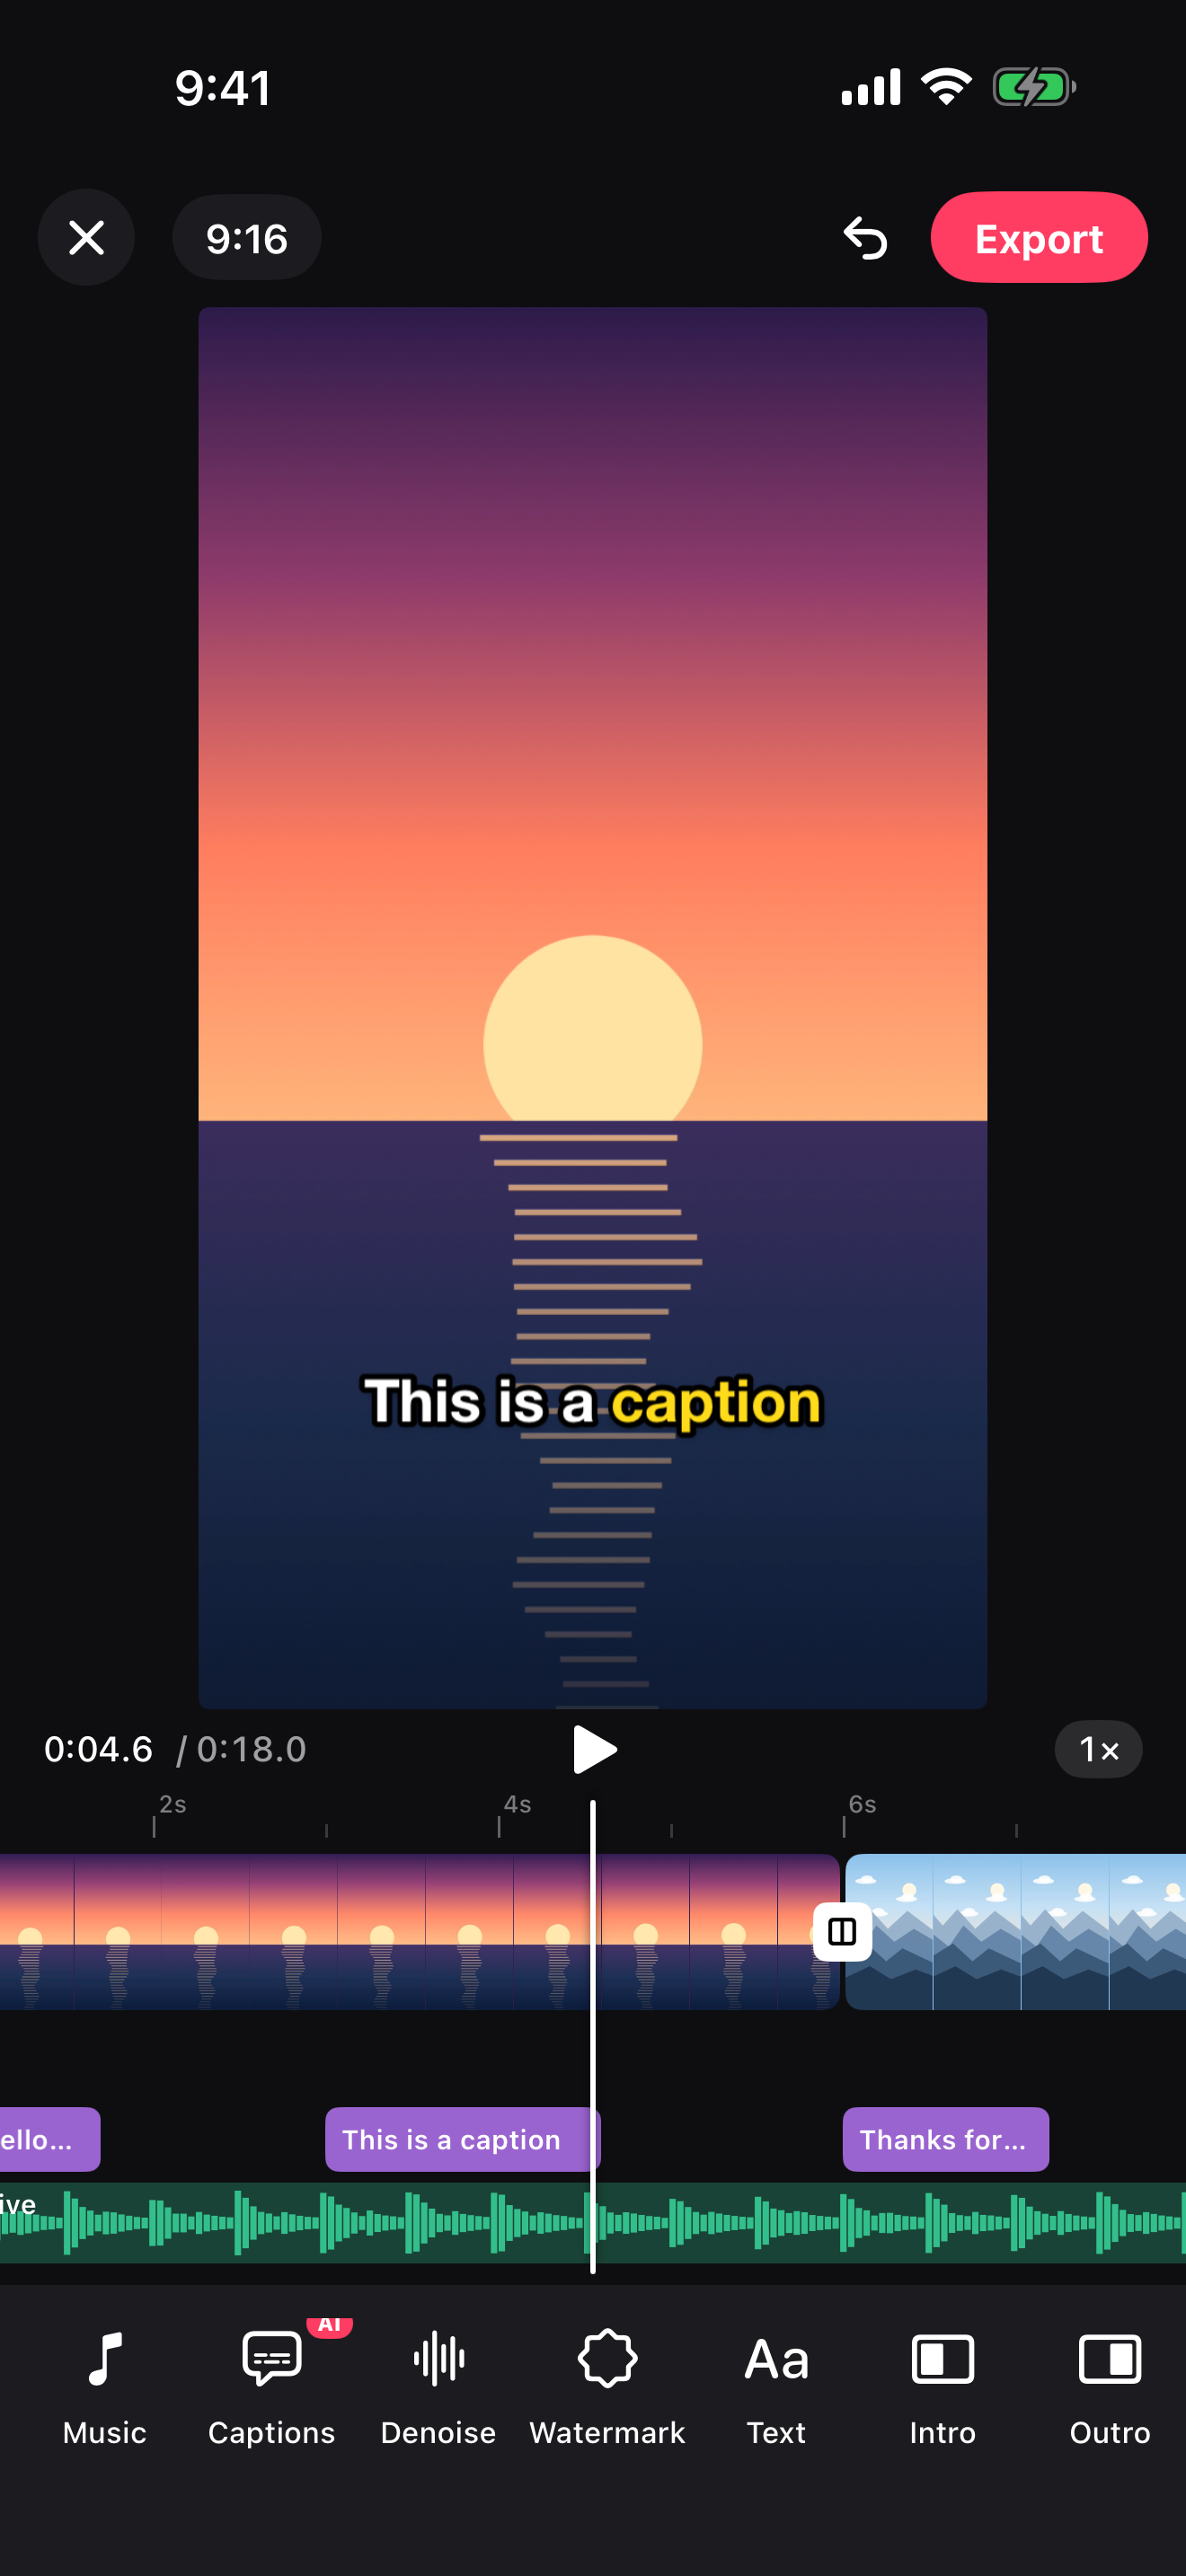 9:41
9:16
Export
This is a caption
0:04.6 / 0:18.0
1×
2s 4s 6s
ello...
This is a caption
Thanks for...
ive
AI
Music
Captions
Denoise
Watermark
Aa
Text
Intro
Outro